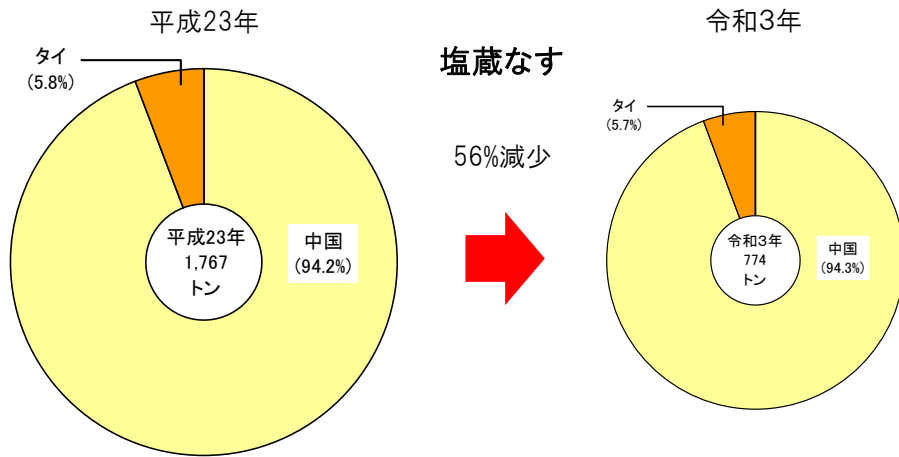 平成23年
令和3年
塩蔵なす
56%減少
タイ
(5.8%)
中国
(94.2%)
平成23年
1,767
トン
タイ
(5.7%)
中国
(94.3%)
令和3年
774
トン